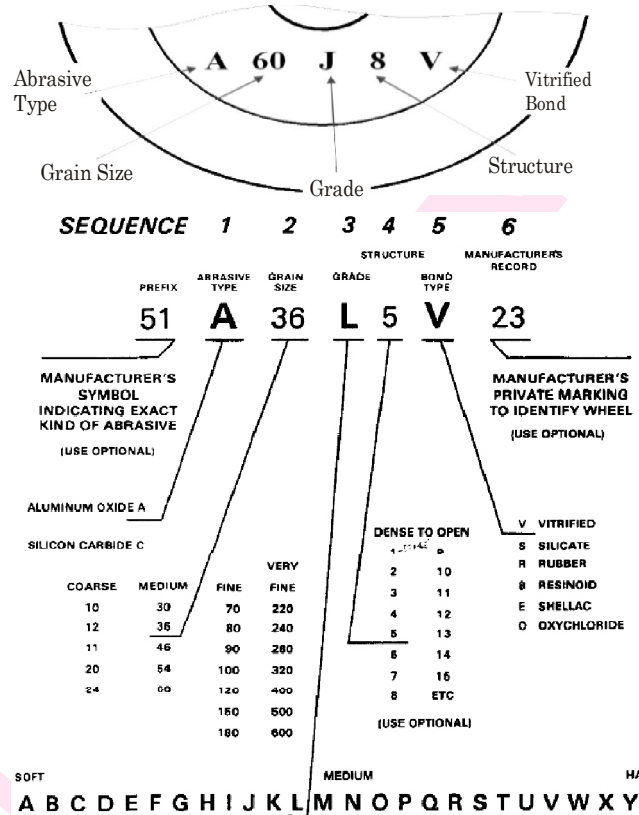 A 60 J 8 V
Abrasive Type
Vitrified Bond
Grain Size
Structure
Grade
SEQUENCE 1 2 3 4 5 6
STRUCTURE
MANUFACTURER'S RECORD
PREFIX
ABRASIVE TYPE
GRAIN SIZE
GRADE
BOND TYPE
51 A 36 L 5 V 23
MANUFACTURER'S
SYMBOL
INDICATING EXACT
KIND OF ABRASIVE
(USE OPTIONAL)
MANUFACTURER'S
PRIVATE MARKING
TO IDENTIFY WHEEL
(USE OPTIONAL)
ALUMINUM OXIDE A
SILICON CARBIDE C
COARSE MEDIUM FINE VERY FINE
10 30 70 220
12 36 80 240
11 46 90 280
20 54 100 320
24 120 400
150 500
180 600
DENSE TO OPEN
1
2 10
3 11
4 12
5 13
6 14
7 15
8 ETC
(USE OPTIONAL)
V VITRIFIED
S SILICATE
R RUBBER
B RESINOID
E SHELLAC
O OXYCHLORIDE
SOFT MEDIUM
A B C D E F G H I J K L M N O P Q R S T U V W X Y